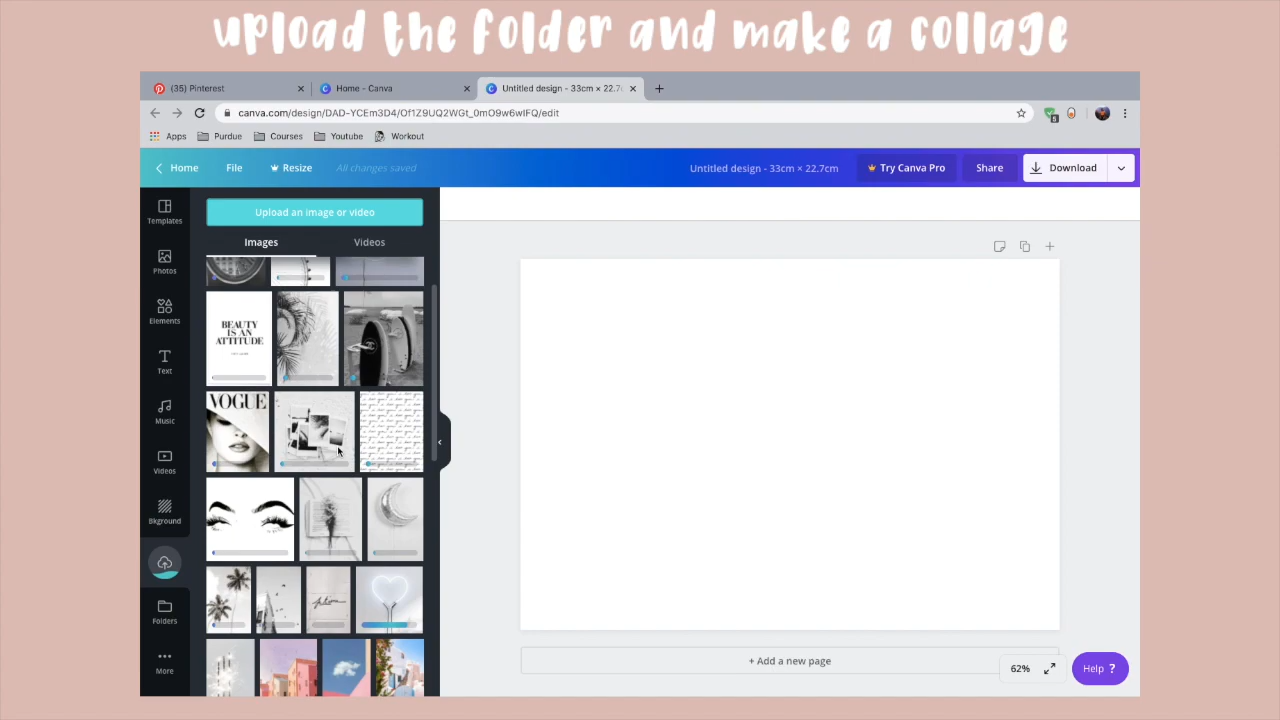 upload the folder and make a collage
(35) Pinterest
Home - Canva
Untitled design - 33cm × 22.7c
canva.com/design/DAD-YCEm3D4/Of1Z9UQ2WGt_0mO9w6wIFQ/edit
Apps Purdue Courses Youtube Workout
Home File Resize All changes saved Untitled design - 33cm × 22.7cm Try Canva Pro Share Download
Templates
Photos
Elements
Text
Music
Videos
Bkground
Folders
More
Upload an image or video
Images Videos
BEAUTY
IS AN
ATTITUDE
VOGUE
+ Add a new page
62%
Help ?